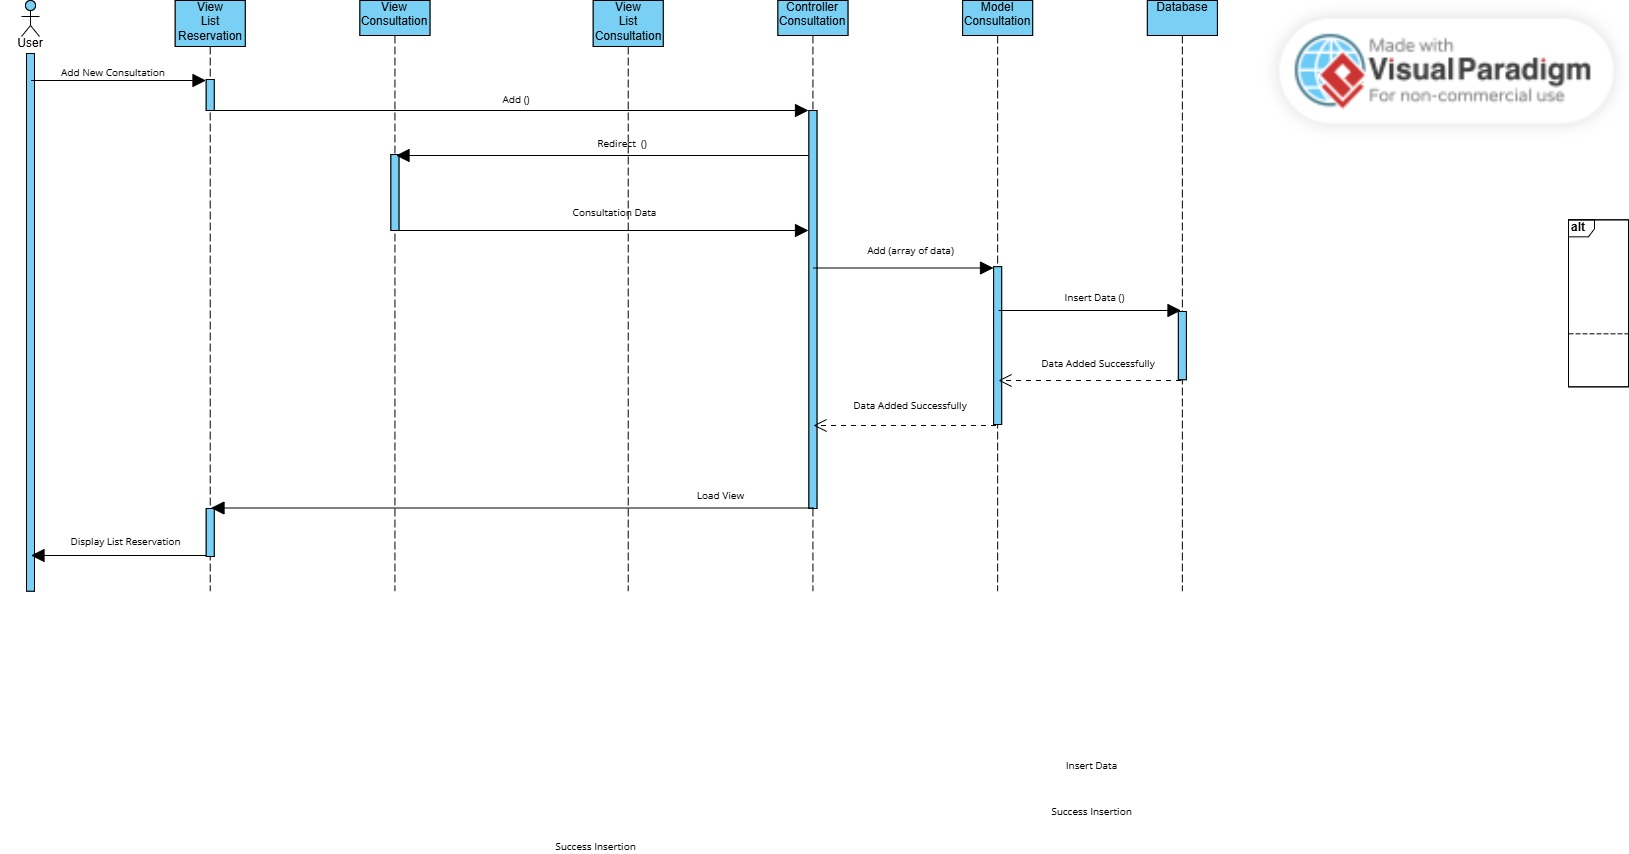 User
View
List
Reservation
View
Consultation
View
List
Consultation
Controller
Consultation
Model
Consultation
Database
Made with
Visual Paradigm
For non-commercial use
Add New Consultation
Add ()
Redirect ()
Consultation Data
alt
Add (array of data)
Insert Data ()
Data Added Successfully
Data Added Successfully
Load View
Display List Reservation
Insert Data
Success Insertion
Success Insertion